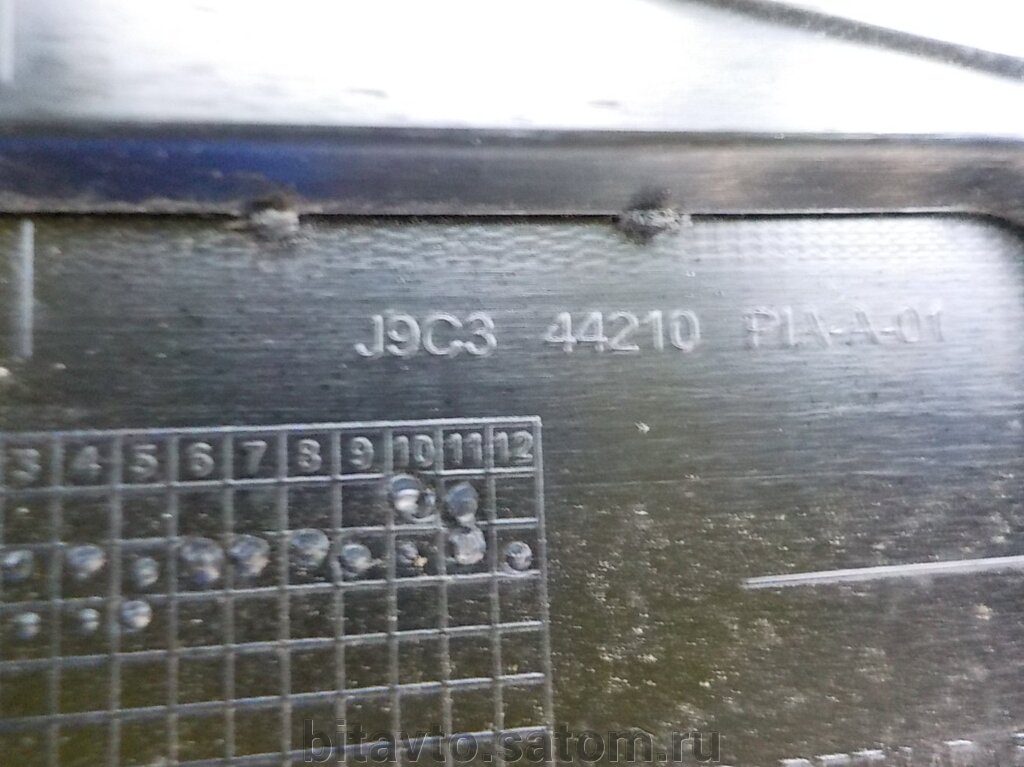 J9C3 44210 PIA-A-01
3 4 5 6 7 8 9 10 11 12
bitavto.satom.ru